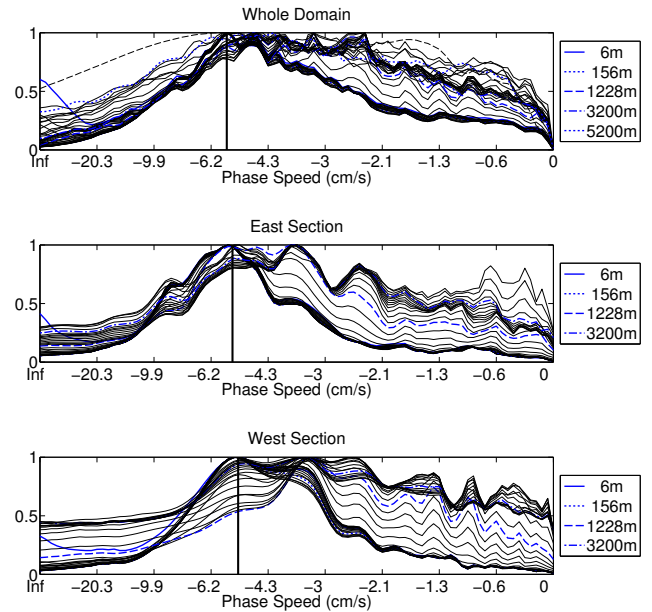 Whole Domain
1
0.5
0
Inf −20.3 −9.9 −6.2 −4.3 −3 −2.1 −1.3 −0.6 0
Phase Speed (cm/s)
6m
156m
1228m
3200m
5200m
East Section
1
0.5
0
Inf −20.3 −9.9 −6.2 −4.3 −3 −2.1 −1.3 −0.6 0
Phase Speed (cm/s)
6m
156m
1228m
3200m
West Section
1
0.5
0
Inf −20.3 −9.9 −6.2 −4.3 −3 −2.1 −1.3 −0.6 0
Phase Speed (cm/s)
6m
156m
1228m
3200m